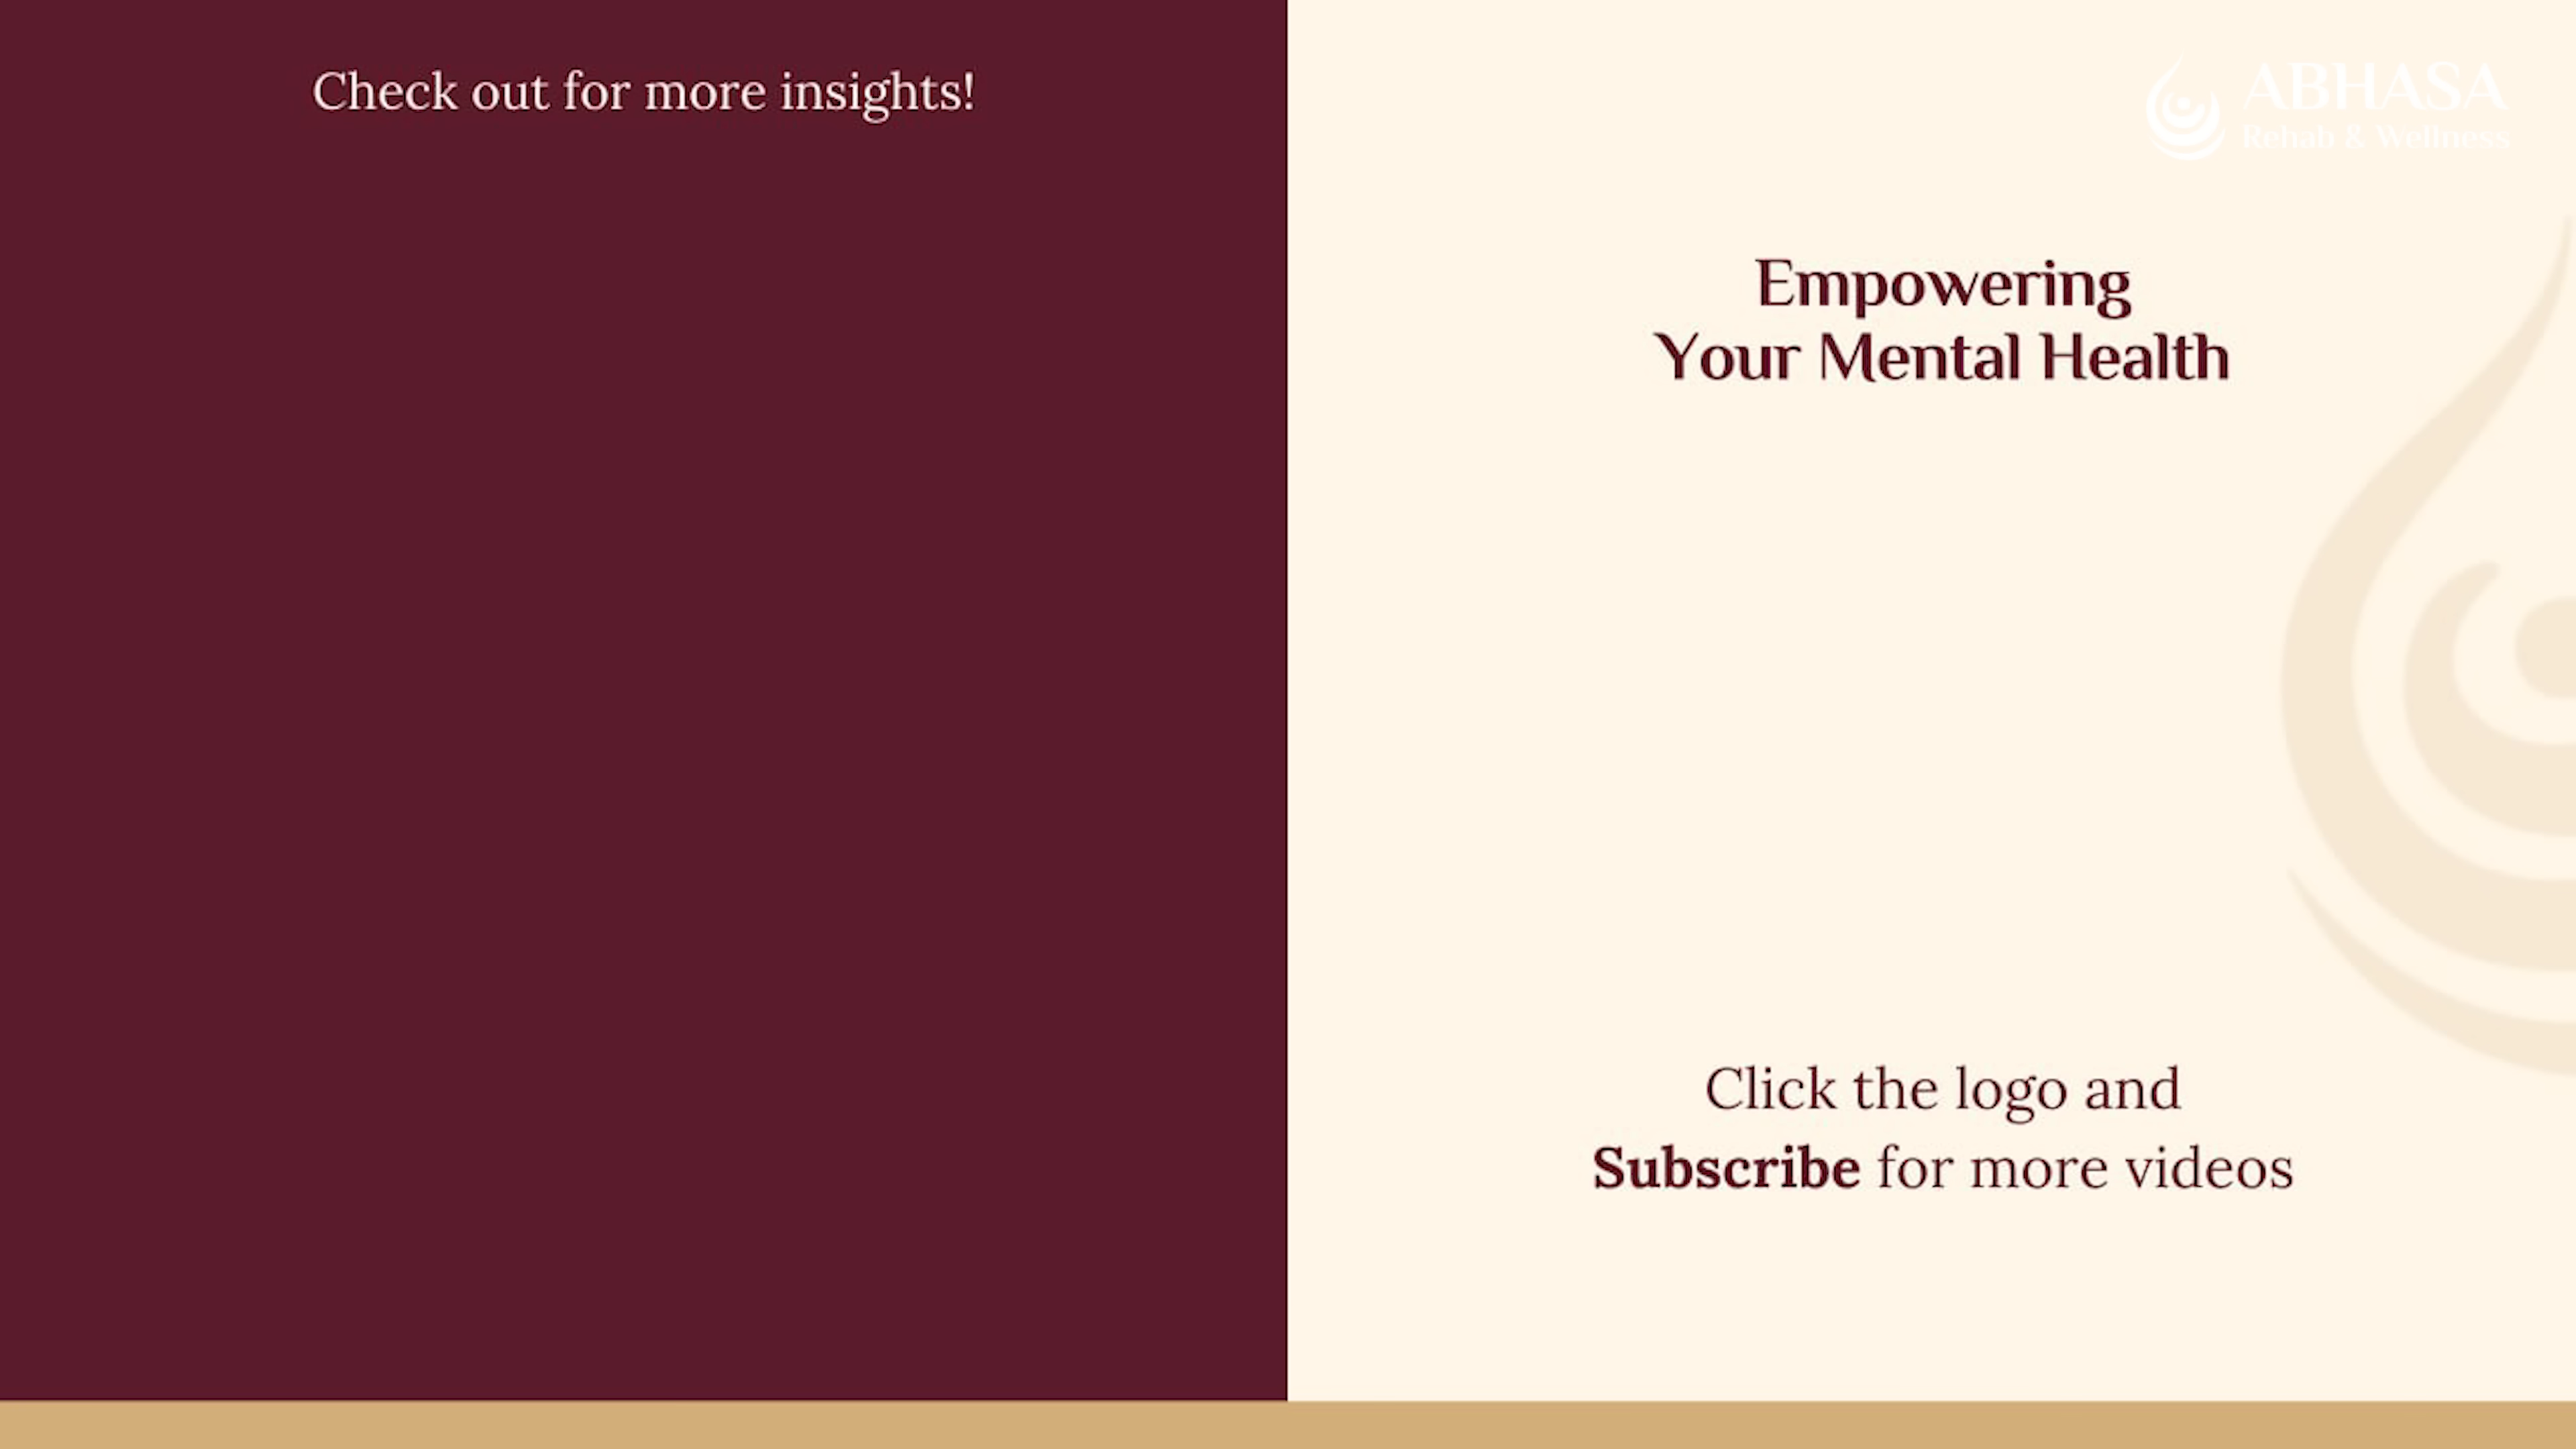 Check out for more insights!
ABHASA
Rehab & Wellness
Empowering
Your Mental Health
Click the logo and
Subscribe for more videos